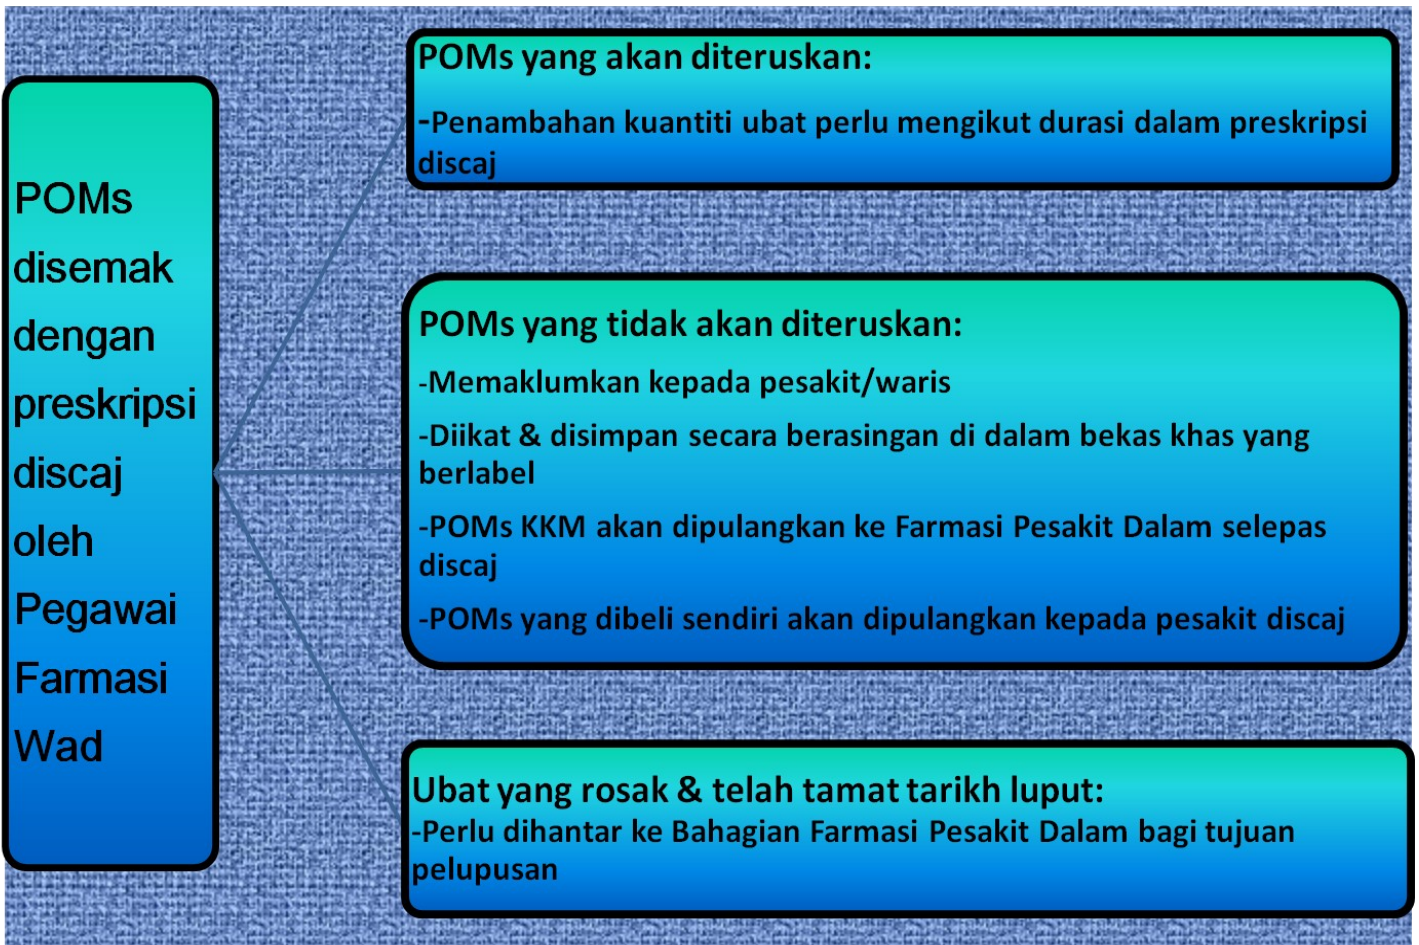 POMs
disemak
dengan
preskripsi
discaj
oleh
Pegawai
Farmasi
Wad
POMs yang akan diteruskan:
-Penambahan kuantiti ubat perlu mengikut durasi dalam preskripsi
discaj
POMs yang tidak akan diteruskan:
-Memaklumkan kepada pesakit/waris
-Diikat & disimpan secara berasingan di dalam bekas khas yang
berlabel
-POMs KKM akan dipulangkan ke Farmasi Pesakit Dalam selepas
discaj
-POMs yang dibeli sendiri akan dipulangkan kepada pesakit discaj
Ubat yang rosak & telah tamat tarikh luput:
-Perlu dihantar ke Bahagian Farmasi Pesakit Dalam bagi tujuan
pelupusan